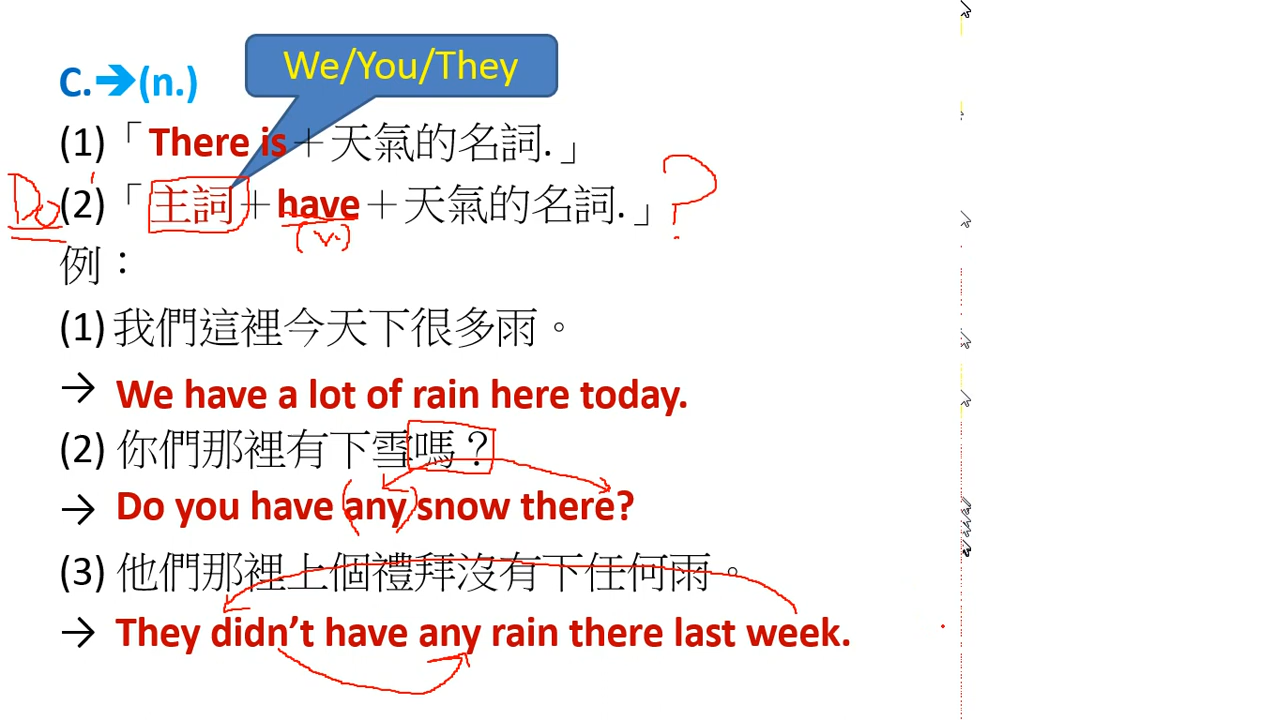 We/You/They
C.➔(n.)
(1)「There is＋天氣的名詞.」
Do (2)「主詞＋have＋天氣的名詞.」?
(v.)
例：
(1) 我們這裡今天下很多雨。
→ We have a lot of rain here today.
(2) 你們那裡有下雪嗎？
→ Do you have any snow there?
(3) 他們那裡上個禮拜沒有下任何雨。
→ They didn’t have any rain there last week.